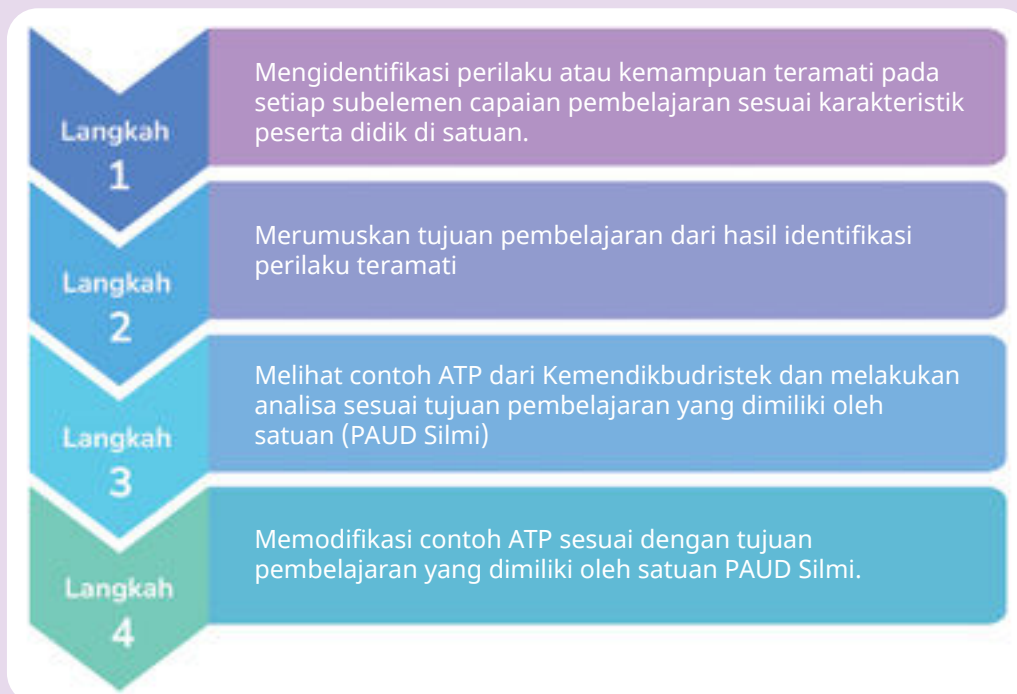 Langkah
1
Mengidentifikasi perilaku atau kemampuan teramati pada
setiap subelemen capaian pembelajaran sesuai karakteristik
peserta didik di satuan.
Langkah
2
Merumuskan tujuan pembelajaran dari hasil identifikasi
perilaku teramati
Langkah
3
Melihat contoh ATP dari Kemendikbudristek dan melakukan
analisa sesuai tujuan pembelajaran yang dimiliki oleh
satuan (PAUD Silmi)
Langkah
4
Memodifikasi contoh ATP sesuai dengan tujuan
pembelajaran yang dimiliki oleh satuan PAUD Silmi.